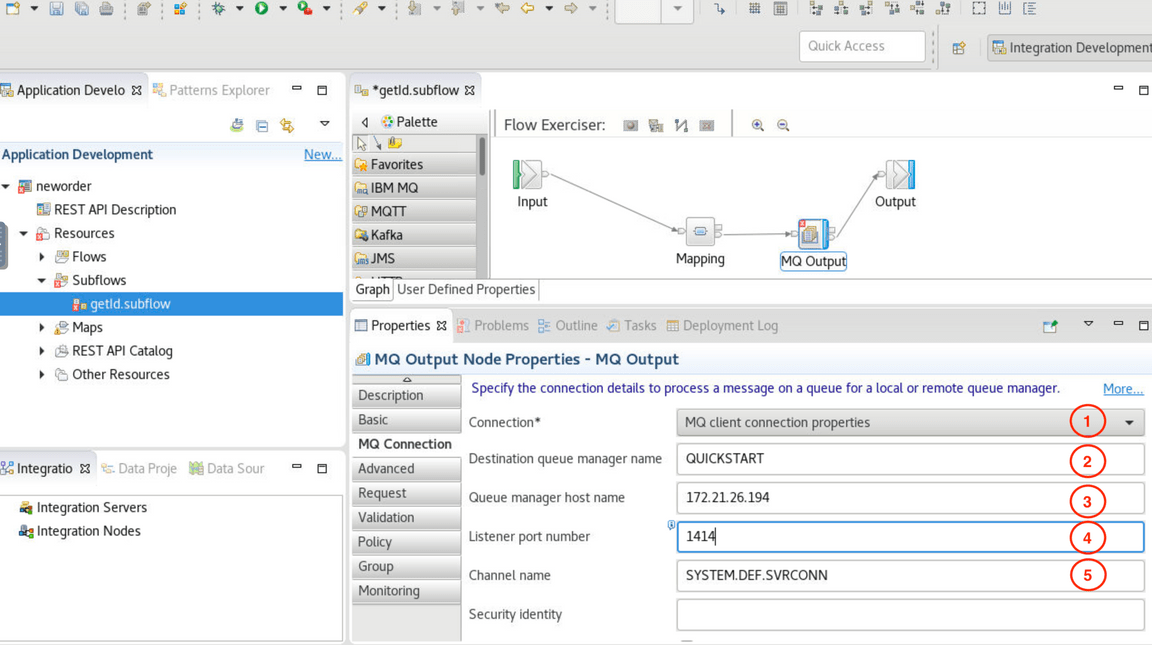 Quick Access
Integration Development
Application Develo
Patterns Explorer
Application Development
New...
neworder
REST API Description
Resources
Flows
Subflows
getId.subflow
Maps
REST API Catalog
Other Resources
Integratio
Data Proje
Data Sour
Integration Servers
Integration Nodes
*getId.subflow
Palette
Favorites
IBM MQ
MQTT
Kafka
JMS
Flow Exerciser:
Input
Mapping
MQ Output
Output
Graph
User Defined Properties
Properties
Problems
Outline
Tasks
Deployment Log
MQ Output Node Properties - MQ Output
Description
Basic
MQ Connection
Advanced
Request
Validation
Policy
Group
Monitoring
Specify the connection details to process a message on a queue for a local or remote queue manager.
More...
Connection*
MQ client connection properties
1
Destination queue manager name
QUICKSTART
2
Queue manager host name
172.21.26.194
3
Listener port number
1414
4
Channel name
SYSTEM.DEF.SVRCONN
5
Security identity